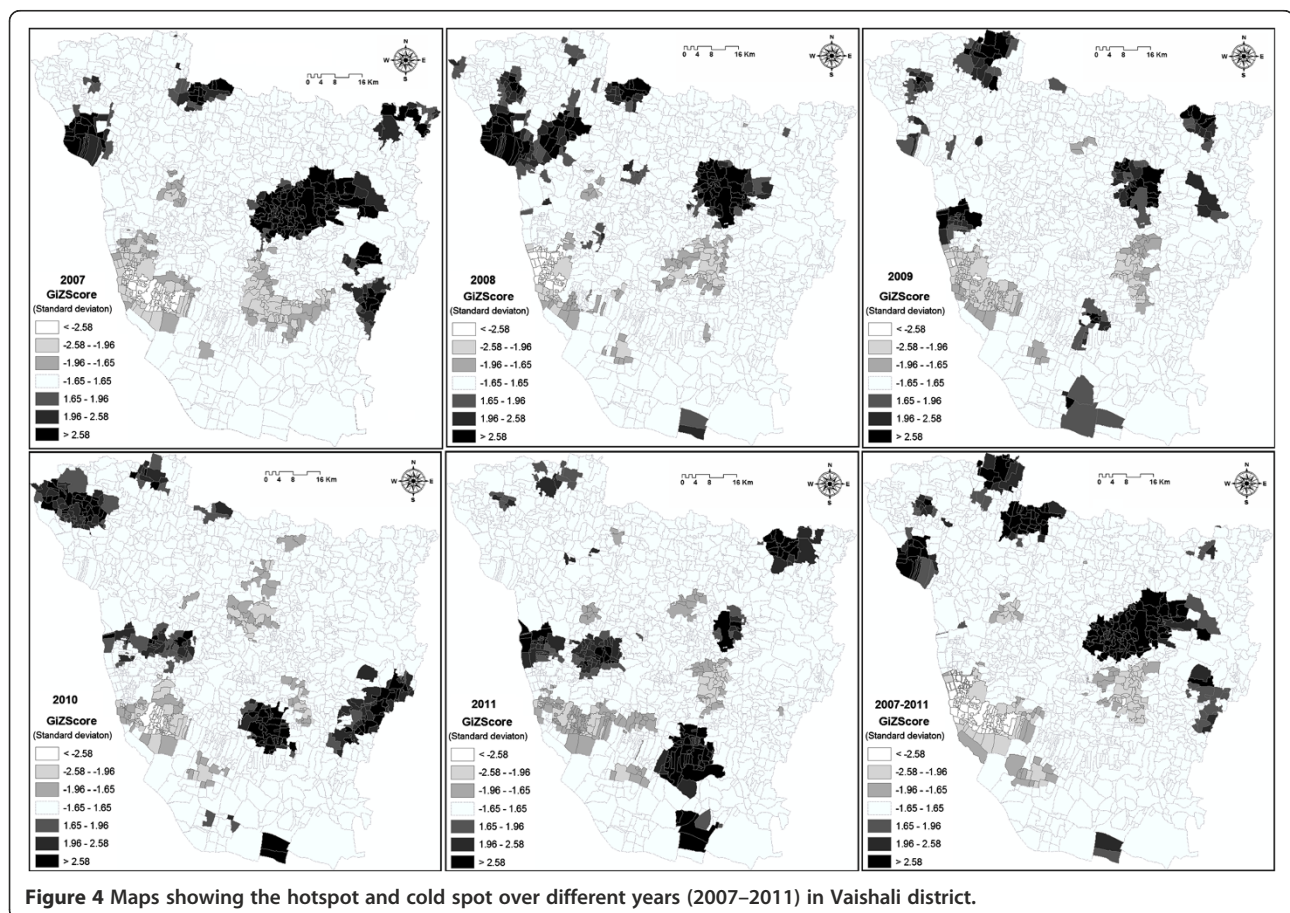 N
W E
S
0 4 8 16 Km
2007
GiZScore
(Standard deviaton)
< -2.58
-2.58 - -1.96
-1.96 - -1.65
-1.65 - 1.65
1.65 - 1.96
1.96 - 2.58
> 2.58
N
W E
S
0 4 8 16 Km
2008
GiZScore
(Standard deviaton)
< -2.58
-2.58 - -1.96
-1.96 - -1.65
-1.65 - 1.65
1.65 - 1.96
1.96 - 2.58
> 2.58
N
W E
S
0 4 8 16 Km
2009
GiZScore
(Standard deviaton)
< -2.58
-2.58 - -1.96
-1.96 - -1.65
-1.65 - 1.65
1.65 - 1.96
1.96 - 2.58
> 2.58
N
W E
S
0 4 8 16 Km
2010
GiZScore
(Standard deviaton)
< -2.58
-2.58 - -1.96
-1.96 - -1.65
-1.65 - 1.65
1.65 - 1.96
1.96 - 2.58
> 2.58
N
W E
S
0 4 8 16 Km
2011
GiZScore
(Standard deviaton)
< -2.58
-2.58 - -1.96
-1.96 - -1.65
-1.65 - 1.65
1.65 - 1.96
1.96 - 2.58
> 2.58
N
W E
S
0 4 8 16 Km
2007-2011
GiZScore
(Standard deviaton)
< -2.58
-2.58 - -1.96
-1.96 - -1.65
-1.65 - 1.65
1.65 - 1.96
1.96 - 2.58
> 2.58
Figure 4 Maps showing the hotspot and cold spot over different years (2007–2011) in Vaishali district.